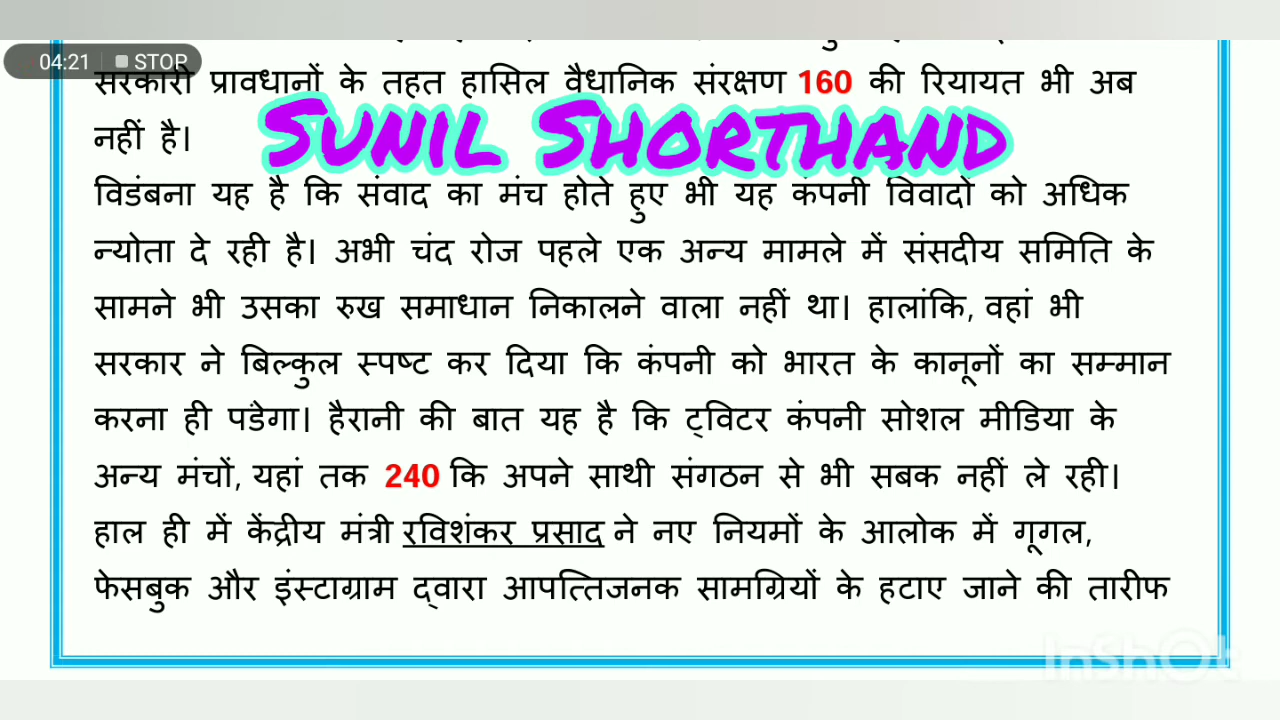 04:21 STOP
सरकारी प्रावधानों के तहत हासिल वैधानिक संरक्षण 160 की रियायत भी अब
नहीं है।
SUNIL SHORTHAND
विडंबना यह है कि संवाद का मंच होते हुए भी यह कंपनी विवादों को अधिक
न्योता दे रही है। अभी चंद रोज पहले एक अन्य मामले में संसदीय समिति के
सामने भी उसका रुख समाधान निकालने वाला नहीं था। हालांकि, वहां भी
सरकार ने बिल्कुल स्पष्ट कर दिया कि कंपनी को भारत के कानूनों का सम्मान
करना ही पडेगा। हैरानी की बात यह है कि ट्विटर कंपनी सोशल मीडिया के
अन्य मंचों, यहां तक 240 कि अपने साथी संगठन से भी सबक नहीं ले रही।
हाल ही में केंद्रीय मंत्री रविशंकर प्रसाद ने नए नियमों के आलोक में गूगल,
फेसबुक और इंस्टाग्राम द्वारा आपत्तिजनक सामग्रियों के हटाए जाने की तारीफ
InShot